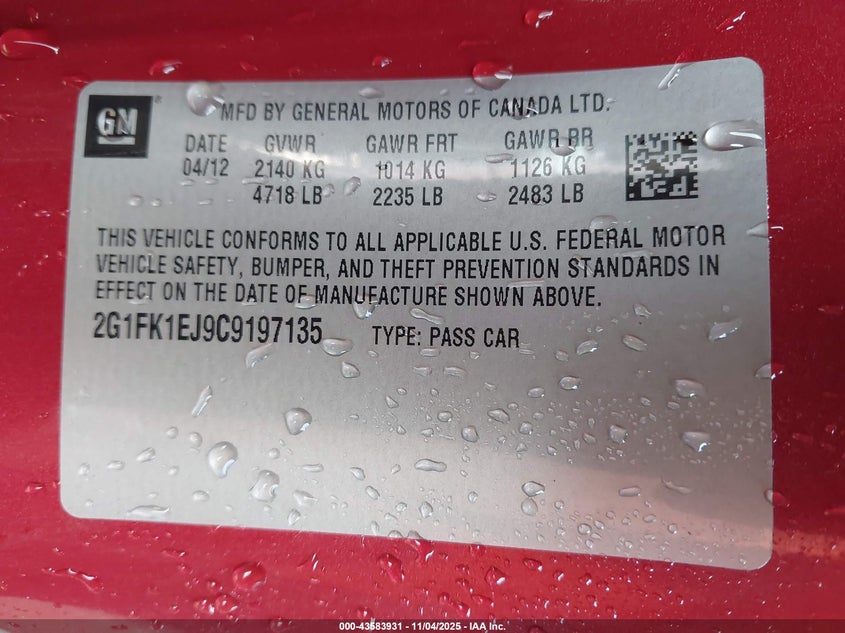 GM®
MFD BY GENERAL MOTORS OF CANADA LTD.
DATE GVWR GAWR FRT GAWR RR
04/12 2140 KG 1014 KG 1126 KG
4718 LB 2235 LB 2483 LB
THIS VEHICLE CONFORMS TO ALL APPLICABLE U.S. FEDERAL MOTOR
VEHICLE SAFETY, BUMPER, AND THEFT PREVENTION STANDARDS IN
EFFECT ON THE DATE OF MANUFACTURE SHOWN ABOVE.
2G1FK1EJ9C9197135 TYPE: PASS CAR
000-43583931 - 11/04/2025 - IAA, Inc.